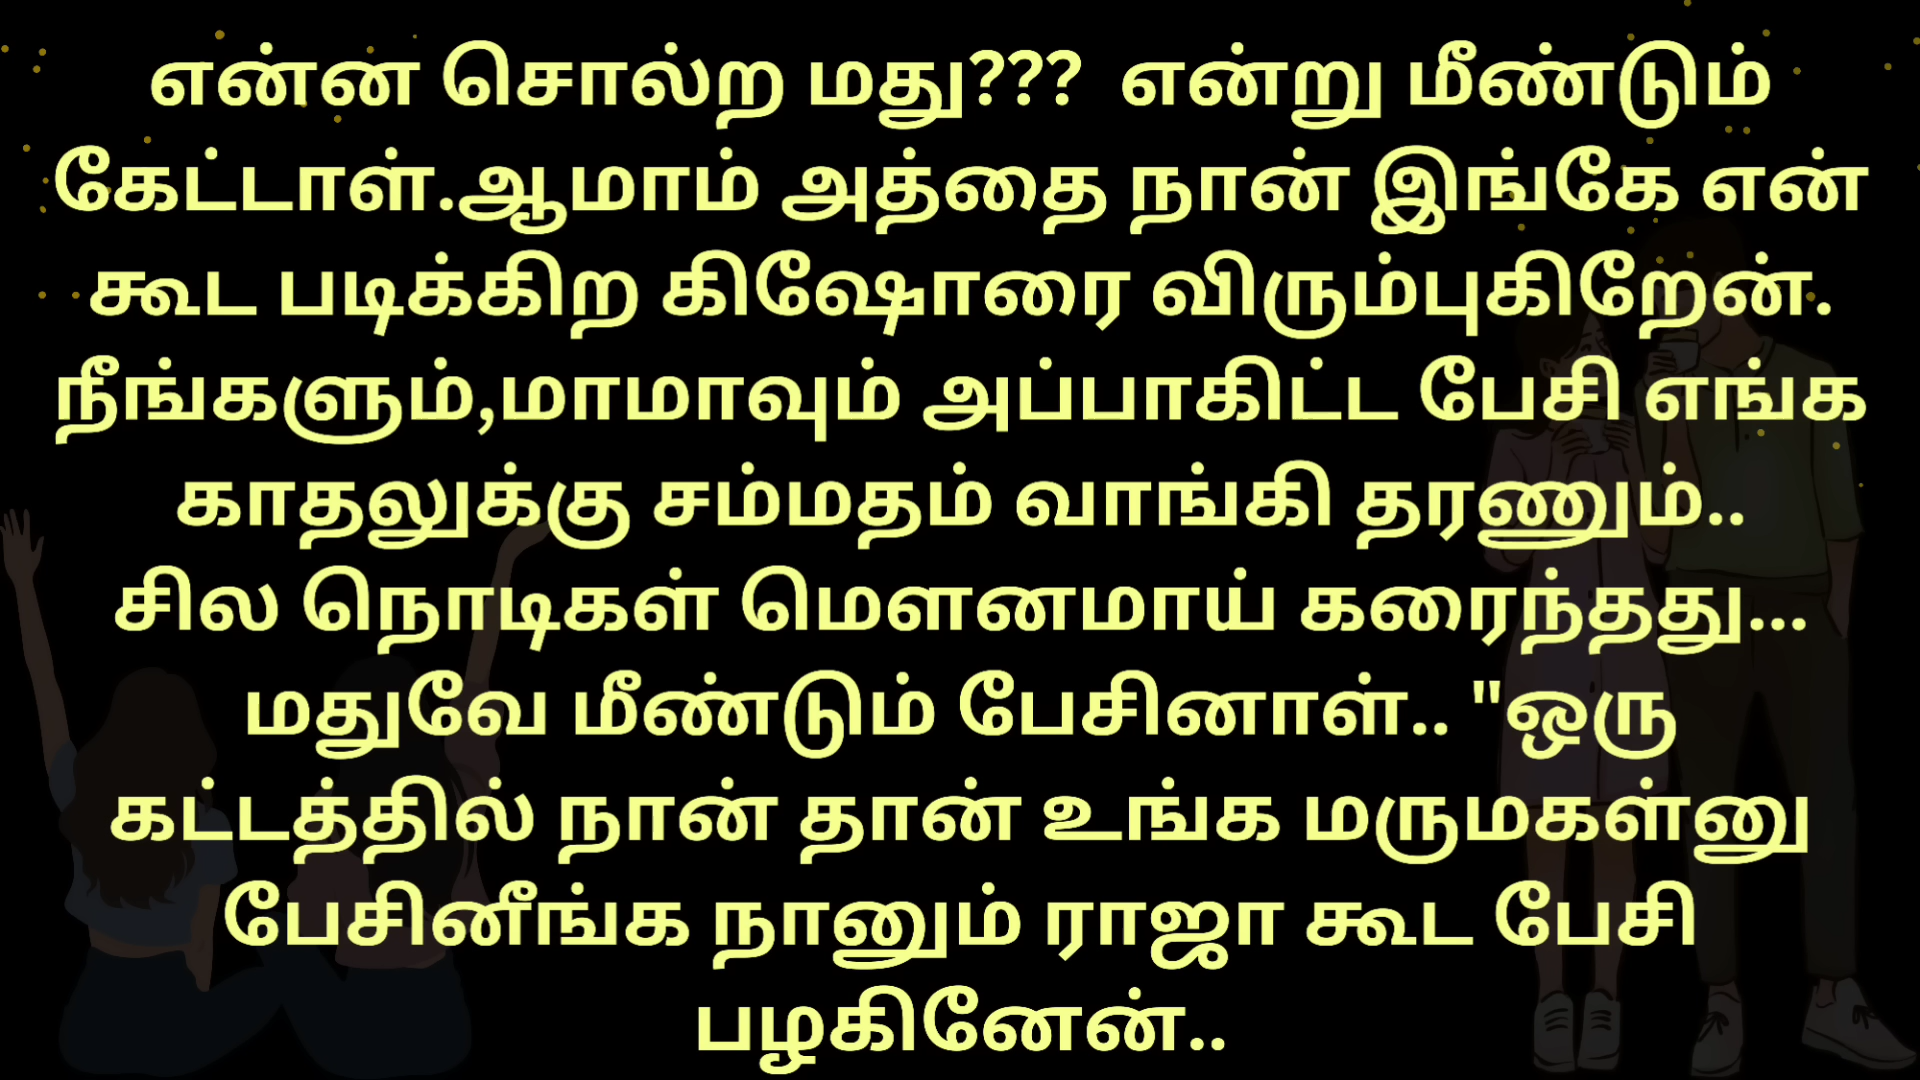 என்ன சொல்ற மது??? என்று மீண்டும்
கேட்டாள்.ஆமாம் அத்தை நான் இங்கே என்
கூட படிக்கிற கிஷோரை விரும்புகிறேன்.
நீங்களும்,மாமாவும் அப்பாகிட்ட பேசி எங்க
காதலுக்கு சம்மதம் வாங்கி தரணும்..
சில நொடிகள் மௌனமாய் கரைந்தது...
மதுவே மீண்டும் பேசினாள்.. "ஒரு
கட்டத்தில் நான் தான் உங்க மருமகள்னு
பேசினீங்க நானும் ராஜா கூட பேசி
பழகினேன்..